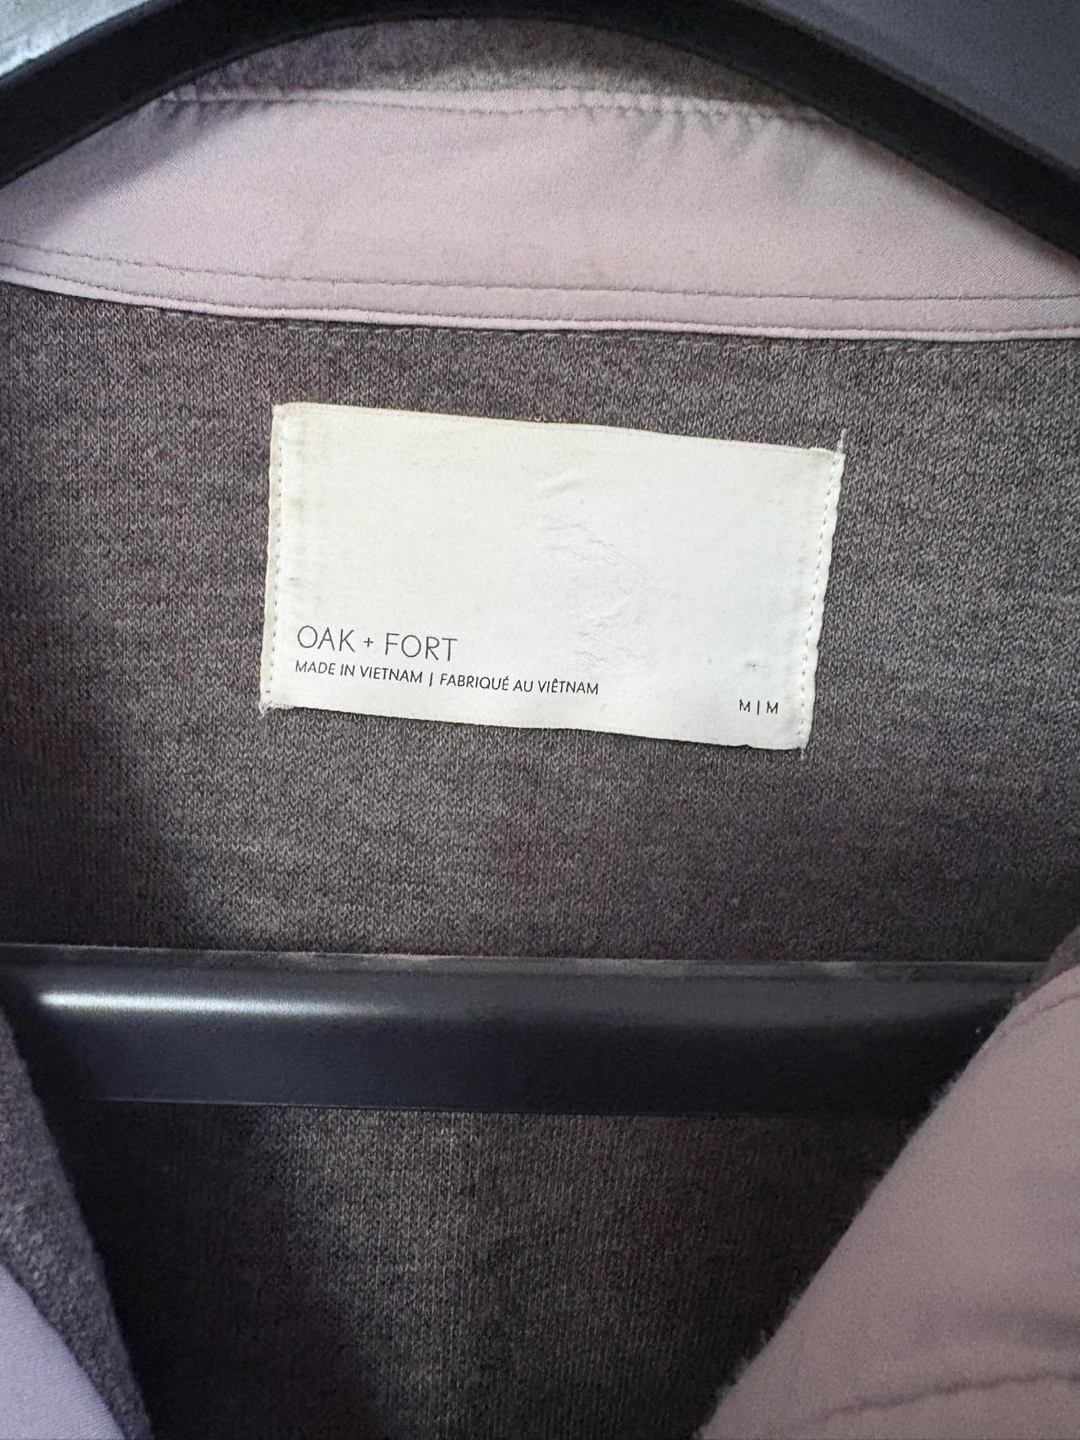 OAK + FORT
MADE IN VIETNAM | FABRIQUÉ AU VIÊTNAM
M | M